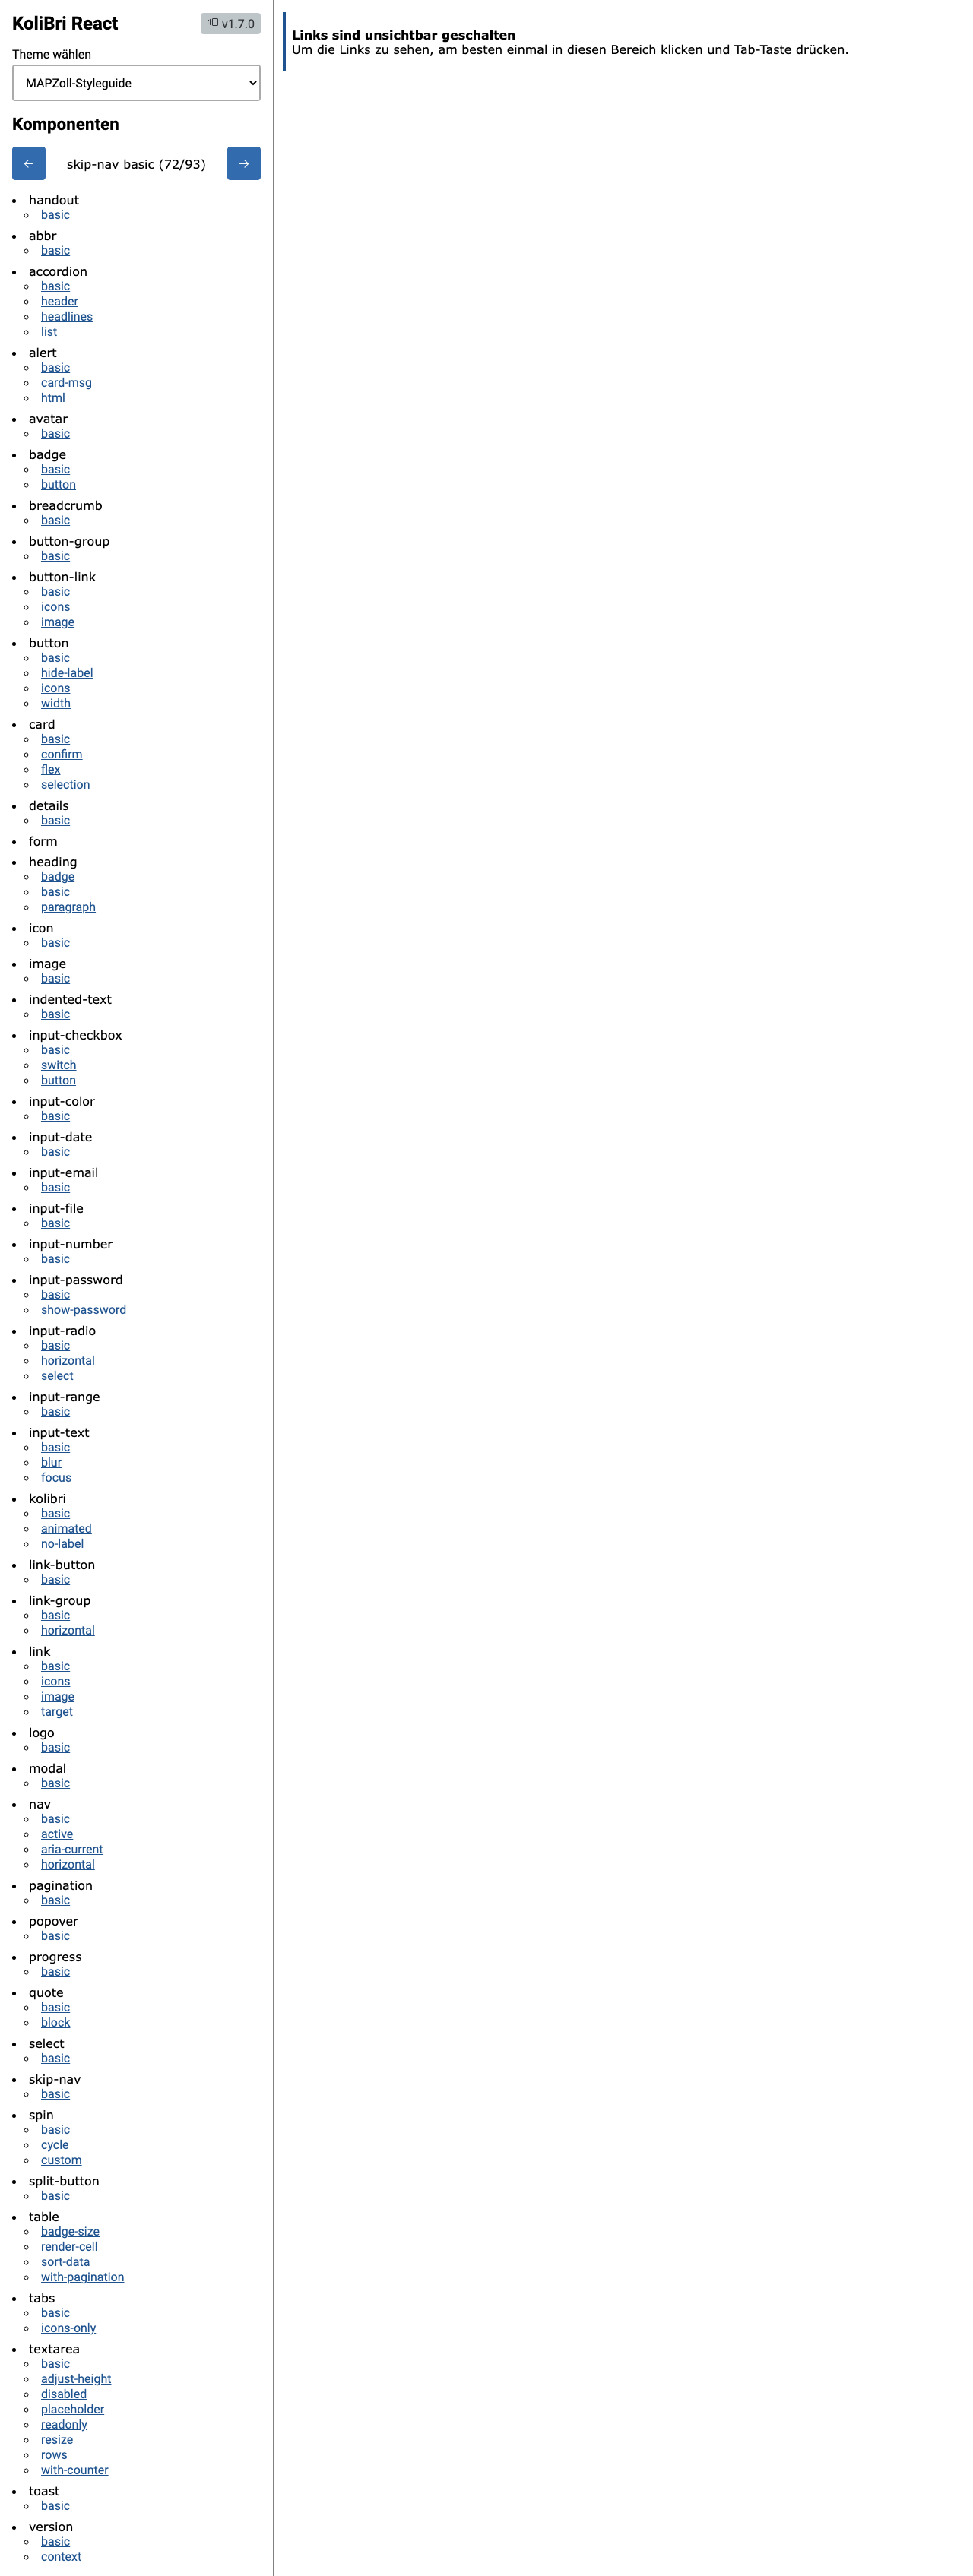 KoliBri React
v1.7.0
Theme wählen
MAPZoll-Styleguide
Komponenten
←
skip-nav basic (72/93)
→
handout
basic
abbr
basic
accordion
basic
header
headlines
list
alert
basic
card-msg
html
avatar
basic
badge
basic
button
breadcrumb
basic
button-group
basic
button-link
basic
icons
image
button
basic
hide-label
icons
width
card
basic
confirm
flex
selection
details
basic
form
heading
badge
basic
paragraph
icon
basic
image
basic
indented-text
basic
input-checkbox
basic
switch
button
input-color
basic
input-date
basic
input-email
basic
input-file
basic
input-number
basic
input-password
basic
show-password
input-radio
basic
horizontal
select
input-range
basic
input-text
basic
blur
focus
kolibri
basic
animated
no-label
link-button
basic
link-group
basic
horizontal
link
basic
icons
image
target
logo
basic
modal
basic
nav
basic
active
aria-current
horizontal
pagination
basic
popover
basic
progress
basic
quote
basic
block
select
basic
skip-nav
basic
spin
basic
cycle
custom
split-button
basic
table
badge-size
render-cell
sort-data
with-pagination
tabs
basic
icons-only
textarea
basic
adjust-height
disabled
placeholder
readonly
resize
rows
with-counter
toast
basic
version
basic
context
Links sind unsichtbar geschalten
Um die Links zu sehen, am besten einmal in diesen Bereich klicken und Tab-Taste drücken.